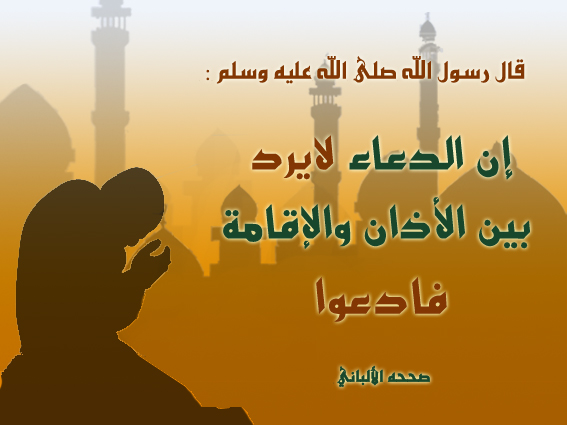 قال رسول الله صلى الله عليه وسلم :
إن الدعاء لايرد
بين الأذان والإقامة
فادعوا
صححه الألباني